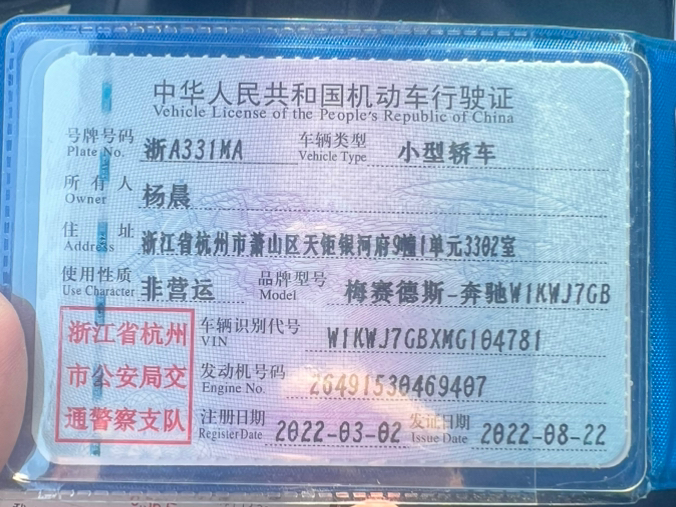 中华人民共和国机动车行驶证
Vehicle License of the People's Republic of China
号牌号码 浙A331MA 车辆类型 小型轿车
Plate No. Vehicle Type
所有人 杨晨
Owner
住址 浙江省杭州市萧山区天钜银河府9幢1单元3302室
Address
使用性质 非营运 品牌型号 梅赛德斯-奔驰W1KWJ7GB
Use Character Model
浙江省杭州
市公安局交
通警察支队
车辆识别代号 W1KWJ7GBXMG104781
VIN
发动机号码 26491530469407
Engine No.
注册日期 2022-03-02 发证日期 2022-08-22
Register Date Issue Date